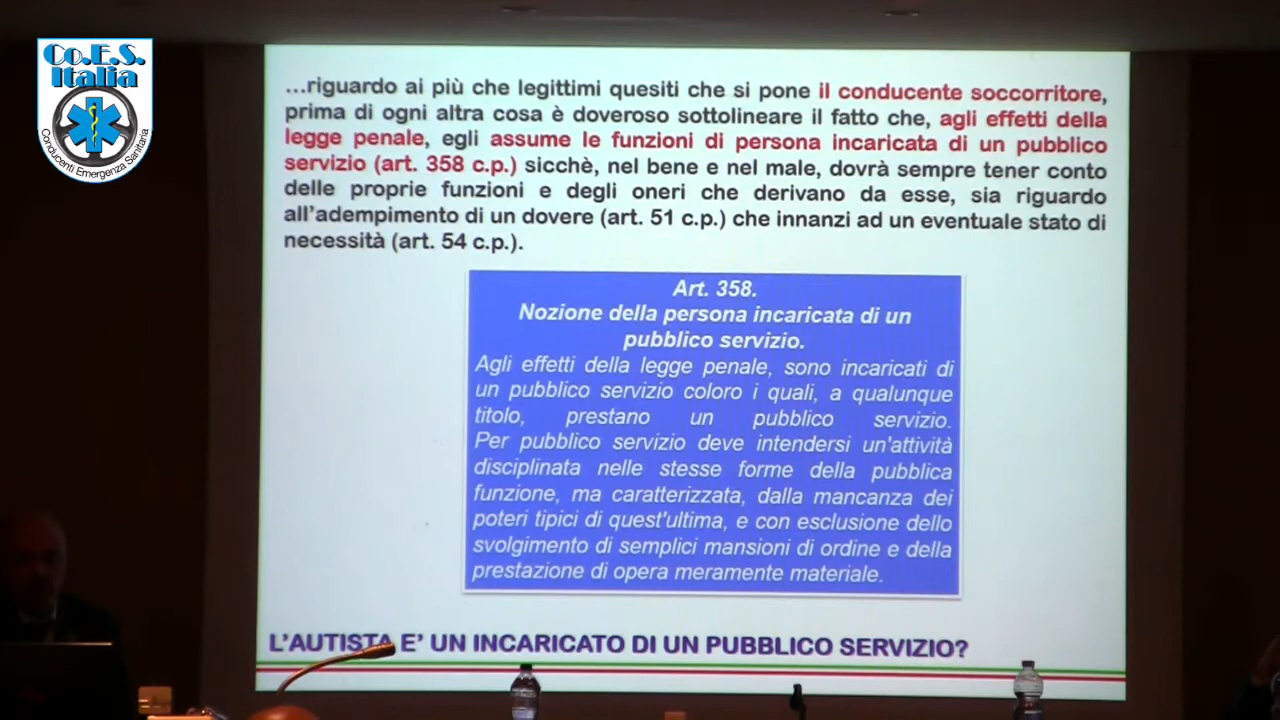 Co.E.S.
Italia
Conducenti Emergenza Sanitaria
...riguardo ai più che legittimi quesiti che si pone il conducente soccorritore,
prima di ogni altra cosa è doveroso sottolineare il fatto che, agli effetti della
legge penale, egli assume le funzioni di persona incaricata di un pubblico
servizio (art. 358 c.p.) sicchè, nel bene e nel male, dovrà sempre tener conto
delle proprie funzioni e degli oneri che derivano da esse, sia riguardo
all'adempimento di un dovere (art. 51 c.p.) che innanzi ad un eventuale stato di
necessità (art. 54 c.p.).
Art. 358.
Nozione della persona incaricata di un
pubblico servizio.
Agli effetti della legge penale, sono incaricati di
un pubblico servizio coloro i quali, a qualunque
titolo, prestano un pubblico servizio.
Per pubblico servizio deve intendersi un'attività
disciplinata nelle stesse forme della pubblica
funzione, ma caratterizzata, dalla mancanza dei
poteri tipici di quest'ultima, e con esclusione dello
svolgimento di semplici mansioni di ordine e della
prestazione di opera meramente materiale.
L'AUTISTA E' UN INCARICATO DI UN PUBBLICO SERVIZIO?